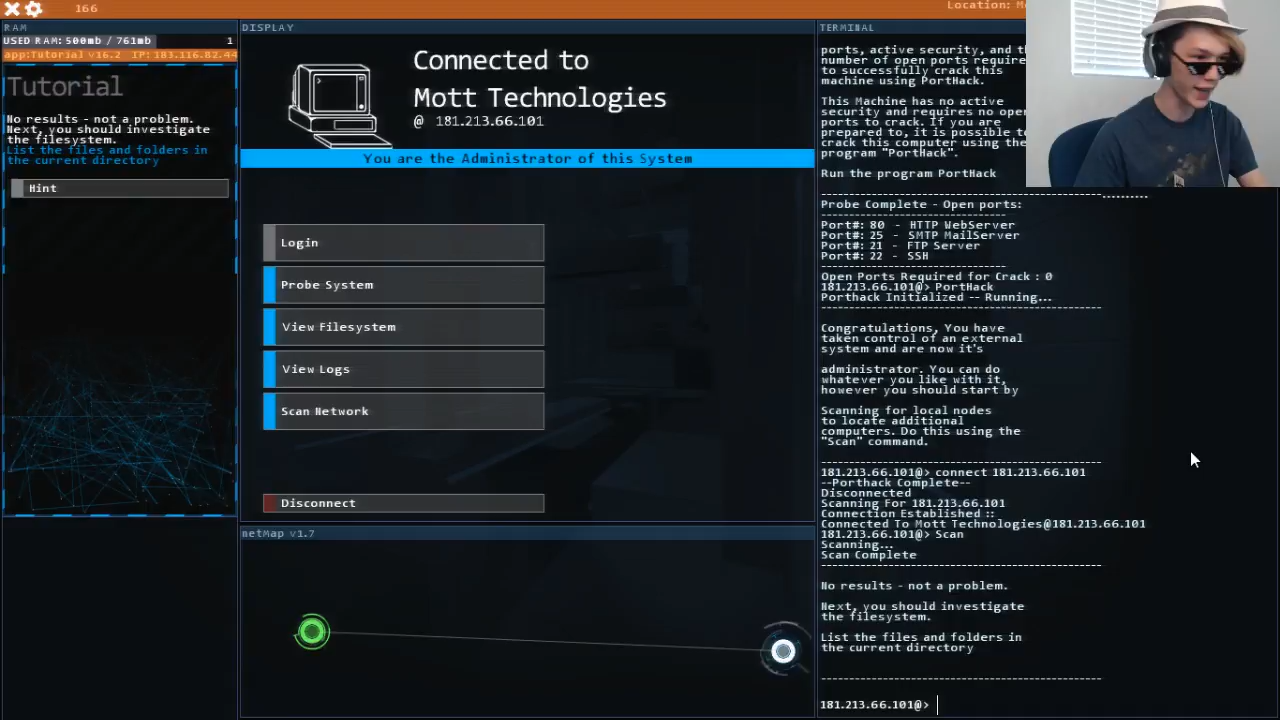 166
Location: M
RAM
USED RAM: 500mb / 761mb 1
app:Tutorial v16.2 IP:183.116.82.44
Tutorial
No results - not a problem.
Next, you should investigate
the filesystem.
List the files and folders in
the current directory
Hint
DISPLAY
Connected to
Mott Technologies
@ 181.213.66.101
You are the Administrator of this System
Login
Probe System
View Filesystem
View Logs
Scan Network
Disconnect
netMap v1.7
TERMINAL
ports, active security, and
number of open ports
to successfully crack this
machine using PortHack.
This Machine has no active
security and requires no
ports to crack. If you are
prepared to, it is possible to
crack this computer using the
program "PortHack".
Run the program PortHack
---------------------------------------------------
Probe Complete - Open ports:
---------------------------------
Port#: 80 - HTTP WebServer
Port#: 25 - SMTP MailServer
Port#: 21 - FTP Server
Port#: 22 - SSH
---------------------------------
Open Ports Required for Crack : 0
181.213.66.101@> PortHack
Porthack Initialized -- Running...
---------------------------------------------------
Congratulations, You have
taken control of an external
system and are now it's
administrator. You can do
whatever you like with it,
however you should start by
Scanning for local nodes
to locate additional
computers. Do this using the
"Scan" command.
---------------------------------------------------
181.213.66.101@> connect 181.213.66.101
--Porthack Complete--
Disconnected
Scanning For 181.213.66.101
Connection Established ::
Connected To Mott Technologies@181.213.66.101
181.213.66.101@> Scan
Scanning...
Scan Complete
---------------------------------------------------
No results - not a problem.
Next, you should investigate
the filesystem.
List the files and folders in
the current directory
---------------------------------------------------
181.213.66.101@>